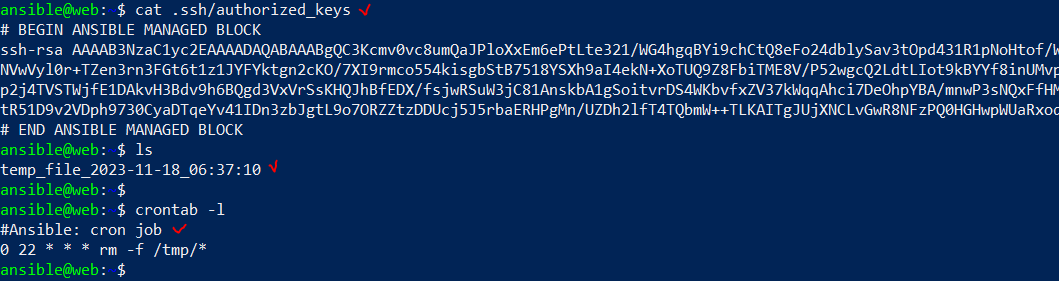 ansible@web: $ cat .ssh/authorized_keys
# BEGIN ANSIBLE MANAGED BLOCK
ssh-rsa AAAAB3NzaC1yc2EAAAADAQABAAABgQC3Kcmv0vc8umQaJPloXxEm6ePtLte321/WG4hgqBYi9chCtQ8eFo24dblySav3tOpd431R1pNoHtof/W
NVwVyl0r+TZen3rn3FGt6t1z1JYFYktgn2cKO/7XI9rmco554kisgbStB7518YSXh9aI4ekN+XoTUQ9Z8FbiTME8V/P52wgcQ2LdtLIot9kBYYf8inUMvp
p2j4TVSTWjfE1DAkvH3Bdv9h6BQgd3VxVrSsKHQJhBfEDX/fsjwRSuW3jC81AnskbA1gSoitvrDS4WKbvfxZV37kWqqAhci7DeOhpYBA/mnwP3sNQxFfHM
tR51D9v2VDph9730CyaDTqeYv41IDn3zbJgtL9o7ORZZtzDDUcj5J5rbaERHPgMn/UZDh2lfT4TQbmW++TLKAITgJUjXNCLvGwR8NFzPQ0HGHwpWUaRxoc
# END ANSIBLE MANAGED BLOCK
ansible@web: $ ls
temp_file_2023-11-18_06:37:10
ansible@web: $
ansible@web: $ crontab -l
#Ansible: cron job
0 22 * * * rm -f /tmp/*
ansible@web: $